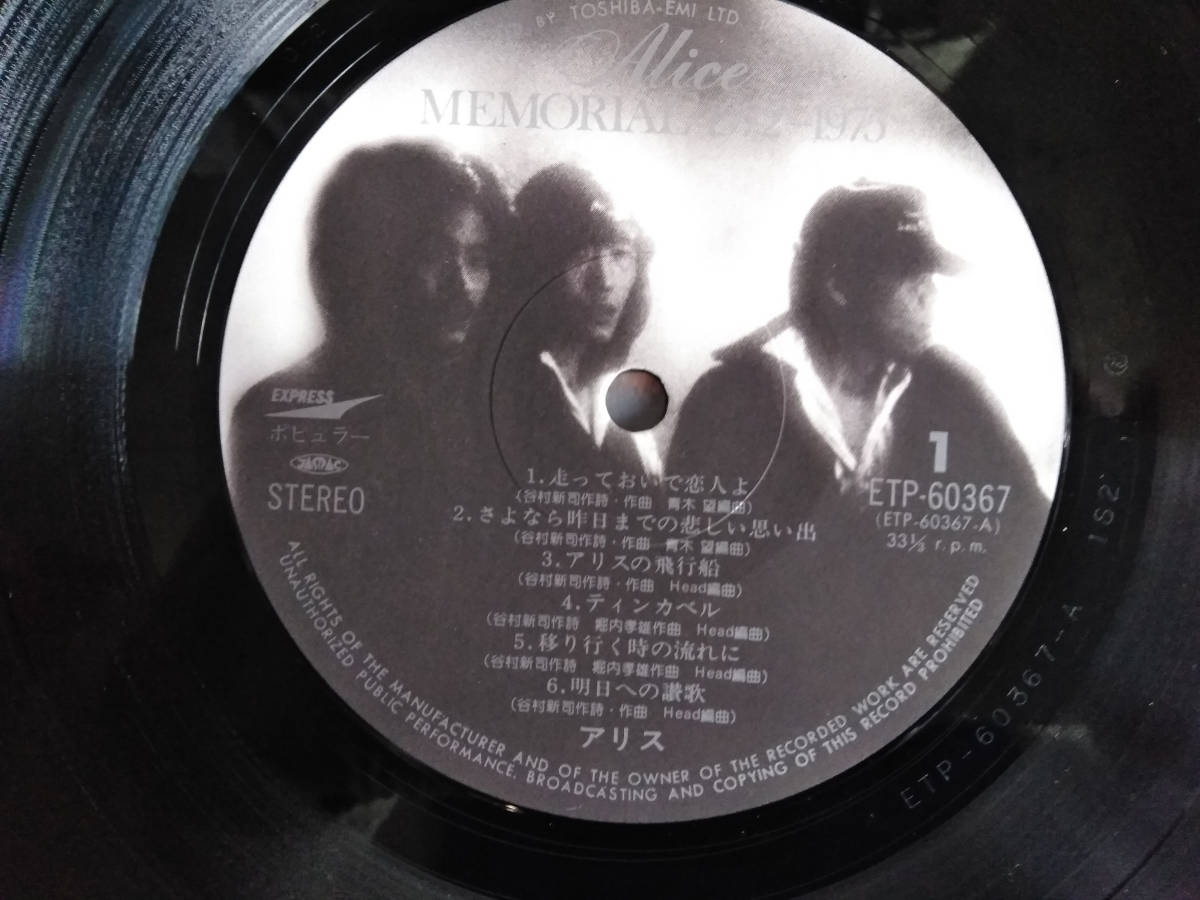 BY TOSHIBA-EMI LTD.
Alice
MEMORIAL 1975
EXPRESS
ポピュラー
JASRAC
STEREO
1
ETP-60367
(ETP-60367-A)
33⅓ r.p.m.
1.走っておいで恋人よ
(谷村新司作詩・作曲 青木 望編曲)
2.さよなら昨日までの悲しい思い出
(谷村新司作詩・作曲 青木 望編曲)
3.アリスの飛行船
(谷村新司作詩・作曲 Head編曲)
4.ティンカベル
(谷村新司作詩 堀内孝雄作曲 Head編曲)
5.移り行く時の流れに
(谷村新司作詩 堀内孝雄作曲 Head編曲)
6.明日への讃歌
(谷村新司作詩・作曲 Head編曲)
アリス
ALL RIGHTS OF THE MANUFACTURER AND OF THE OWNER OF THE RECORDED WORK ARE RESERVED
UNAUTHORIZED PUBLIC PERFORMANCE, BROADCASTING AND COPYING OF THIS RECORD PROHIBITED
ETP-60367-A 1S2